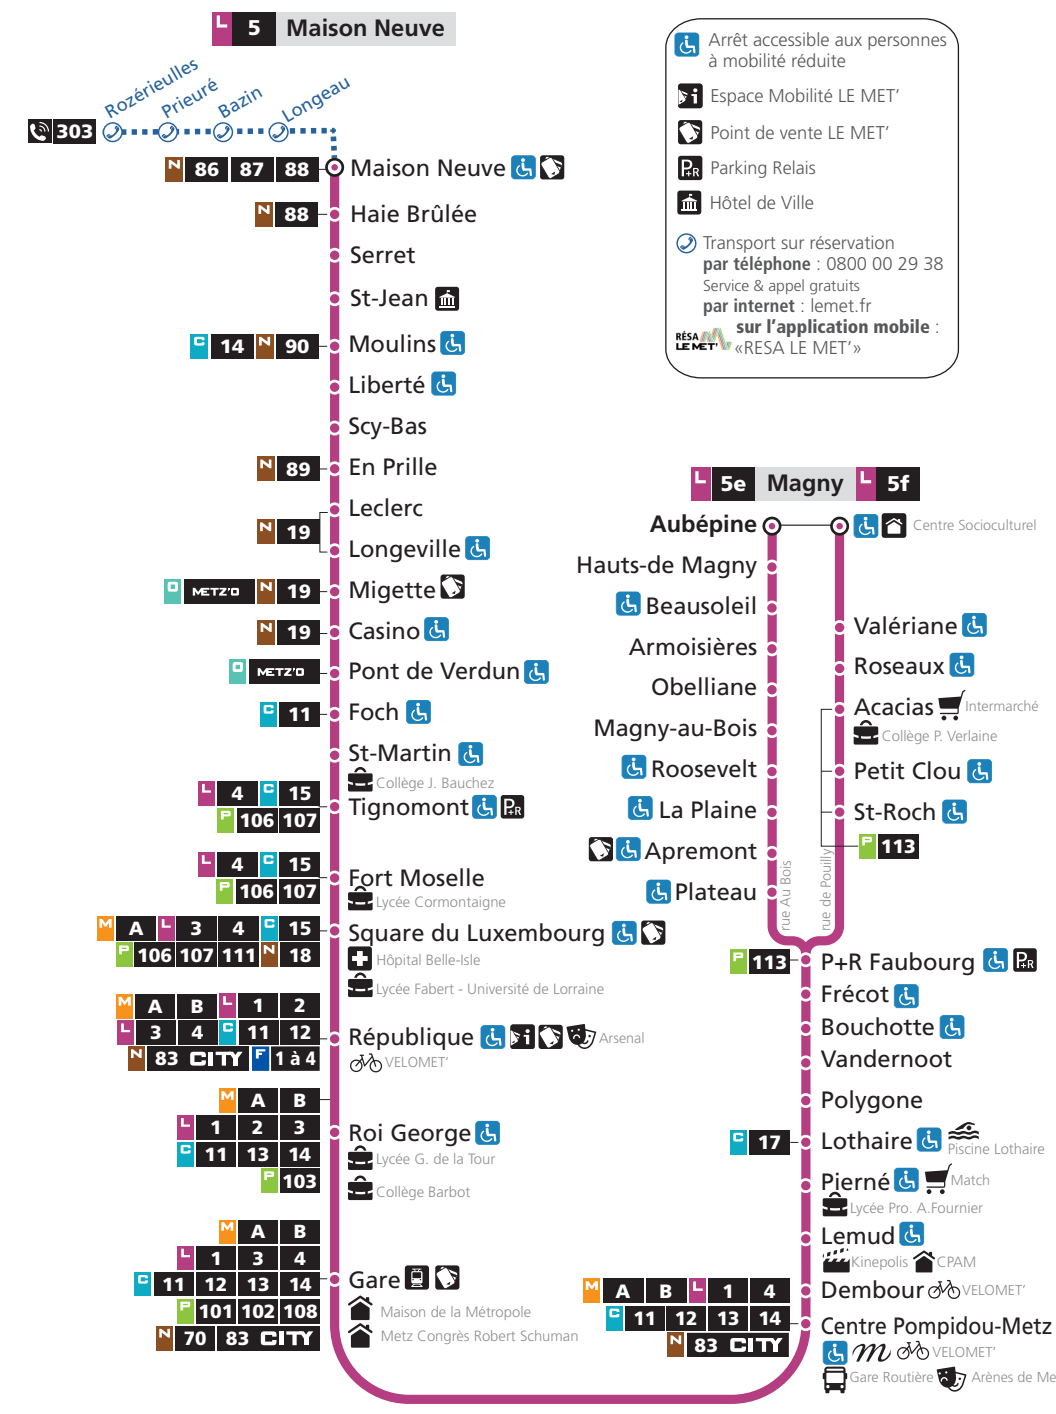 L 5 Maison Neuve
Rozérieulles
Prieuré
Bazin
Longeau
303
N 86 87 88 Maison Neuve
N 88 Haie Brûlée
Serret
St-Jean
C 14 N 90 Moulins
Liberté
Scy-Bas
N 89 En Prille
Leclerc
N 19
Longeville
O METZ'O N 19 Migette
N 19 Casino
O METZ'O Pont de Verdun
C 11 Foch
St-Martin
Collège J. Bauchez
L 4 C 15
P 106 107
Tignomont P+R
L 4 C 15
P 106 107
Fort Moselle
Lycée Cormontaigne
M A L 3 4 C 15
P 106 107 111 N 18
Square du Luxembourg
Hôpital Belle-Isle
Lycée Fabert - Université de Lorraine
M A B L 1 2
L 3 4 C 11 12
N 83 CITY F 1 à 4
République Arsenal
VELOMET'
M A B
L 1 2 3
C 11 13 14
P 103
Roi George
Lycée G. de la Tour
Collège Barbot
M A B
L 1 3 4
C 11 12 13 14
P 101 102 108
N 70 83 CITY
Gare
Maison de la Métropole
Metz Congrès Robert Schuman
Arrêt accessible aux personnes
à mobilité réduite
Espace Mobilité LE MET'
Point de vente LE MET'
P+R Parking Relais
Hôtel de Ville
Transport sur réservation
par téléphone : 0800 00 29 38
Service & appel gratuits
par internet : lemet.fr
RÉSA LE MET' sur l'application mobile :
«RESA LE MET'»
L 5e Magny L 5f
Aubépine Centre Socioculturel
Hauts-de Magny
Beausoleil
Armoisières
Obelliane
Magny-au-Bois
Roosevelt
La Plaine
Apremont
Plateau
rue Au Bois
rue de Pouilly
Valériane
Roseaux
Acacias Intermarché
Collège P. Verlaine
Petit Clou
St-Roch
P 113
P 113 P+R Faubourg P+R
Frécot
Bouchotte
Vandernoot
Polygone
C 17 Lothaire
Piscine Lothaire
Pierné Match
Lycée Pro. A.Fournier
Lemud
Kinepolis CPAM
Dembour VELOMET'
M A B L 1 4
C 11 12 13 14
N 83 CITY
Centre Pompidou-Metz
m VELOMET'
Gare Routière Arènes de Me